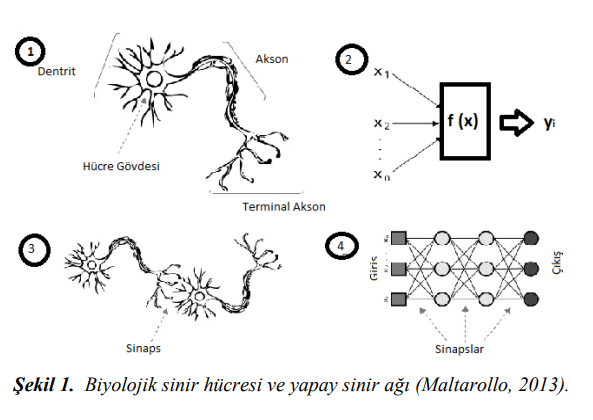 1
Dentrit
Akson
Hücre Gövdesi
Terminal Akson
2
x1
x2
xn
f (x)
yi
3
Sinaps
4
Giriş
Çıkış
Sinapslar
Şekil 1. Biyolojik sinir hücresi ve yapay sinir ağı (Maltarollo, 2013).